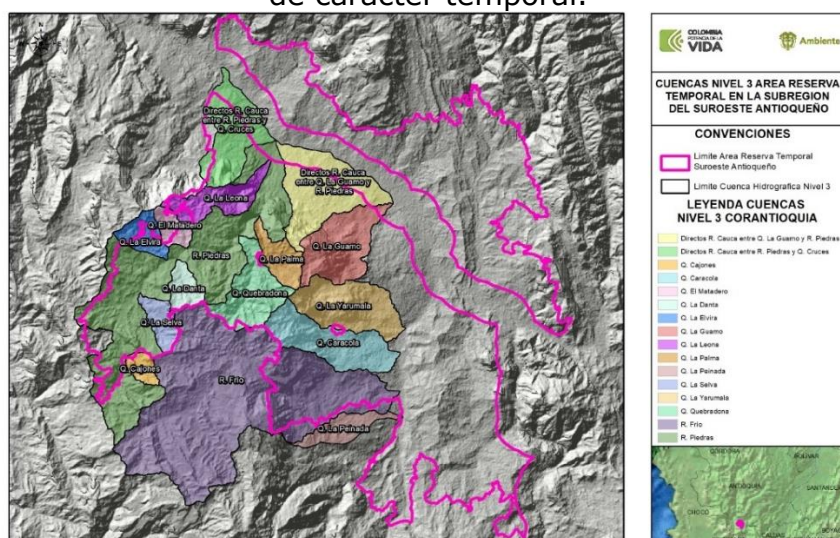 de carácter temporal.
COLOMBIA
POTENCIA DE LA
VIDA
Ambiente
CUENCAS NIVEL 3 AREA RESERVA
TEMPORAL EN LA SUBREGION
DEL SUROESTE ANTIOQUEÑO
CONVENCIONES
Limite Area Reserva Temporal
Suroeste Antioqueño
Limite Cuenca Hidrografica Nivel 3
LEYENDA CUENCAS
NIVEL 3 CORANTIOQUIA
Directos R. Cauca entre Q. La Guamo y R. Piedras
Directos R. Cauca entre R. Piedras y Q. Cruces
Q. Cajones
Q. Caracola
Q. El Matadero
Q. La Danta
Q. La Elvira
Q. La Guamo
Q. La Leona
Q. La Palma
Q. La Peinada
Q. La Selva
Q. La Yarumala
Q. Quebradona
R. Frio
R. Piedras
Directos R. Cauca
entre R. Piedras y
Q. Cruces
Directos R. Cauca
entre Q. La Guamo y
R. Piedras
Q. La Leona
Q. El Matadero
Q. La Elvira
R. Piedras
Q. La Palma
Q. La Guamo
Q. La Danta
Q. Quebradona
Q. La Yarumala
Q. La Selva
Q. Caracola
Q. Cajones
R. Frio
Q. La Peinada
BOLIVAR
ANTIOQUIA
CHOCO
CALDAS